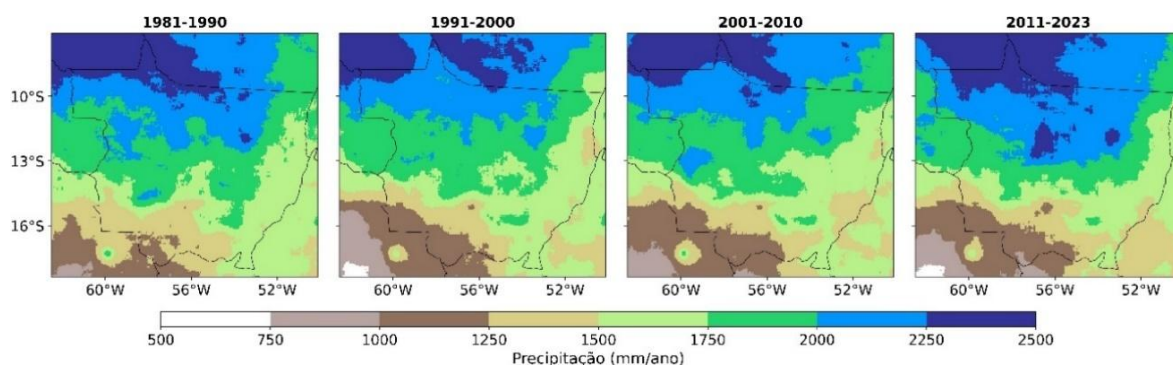 1981-1990 1991-2000 2001-2010 2011-2023
10°S
13°S
16°S
60°W 56°W 52°W 60°W 56°W 52°W 60°W 56°W 52°W 60°W 56°W 52°W
500 750 1000 1250 1500 1750 2000 2250 2500
Precipitação (mm/ano)